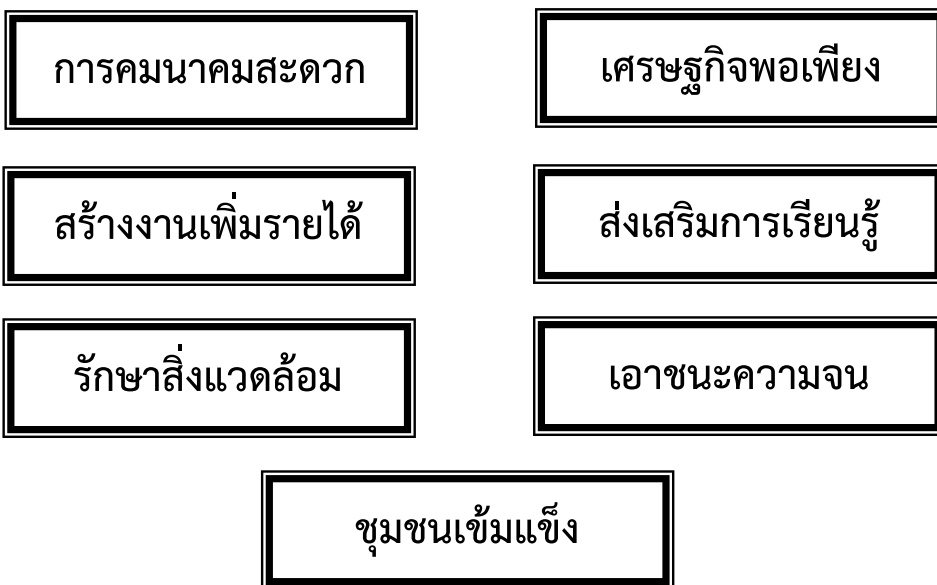 การคมนาคมสะดวก
เศรษฐกิจพอเพียง
สร้างงานเพิ่มรายได้
ส่งเสริมการเรียนรู้
รักษาสิ่งแวดล้อม
เอาชนะความจน
ชุมชนเข้มแข็ง